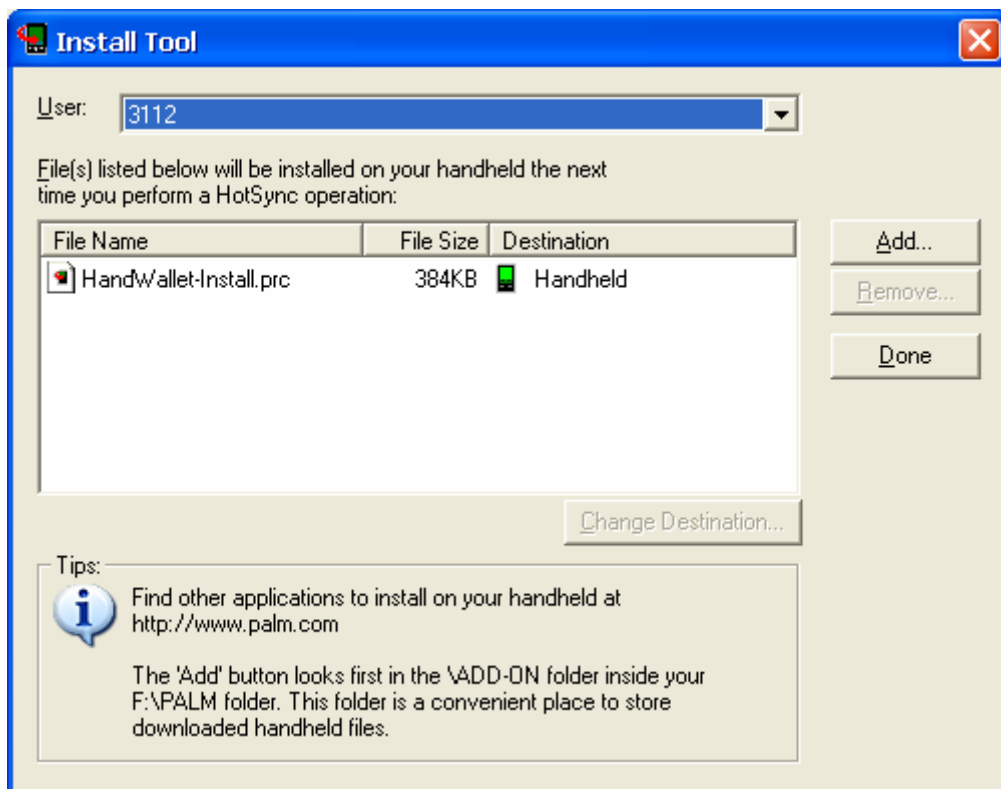 Install Tool
User: 3112
File(s) listed below will be installed on your handheld the next
time you perform a HotSync operation:
File Name File Size Destination
Add...
HandWallet-Install.prc 384KB Handheld
Remove...
Done
Change Destination...
Tips:
Find other applications to install on your handheld at
http://www.palm.com
The 'Add' button looks first in the \ADD-ON folder inside your
F:\PALM folder. This folder is a convenient place to store
downloaded handheld files.